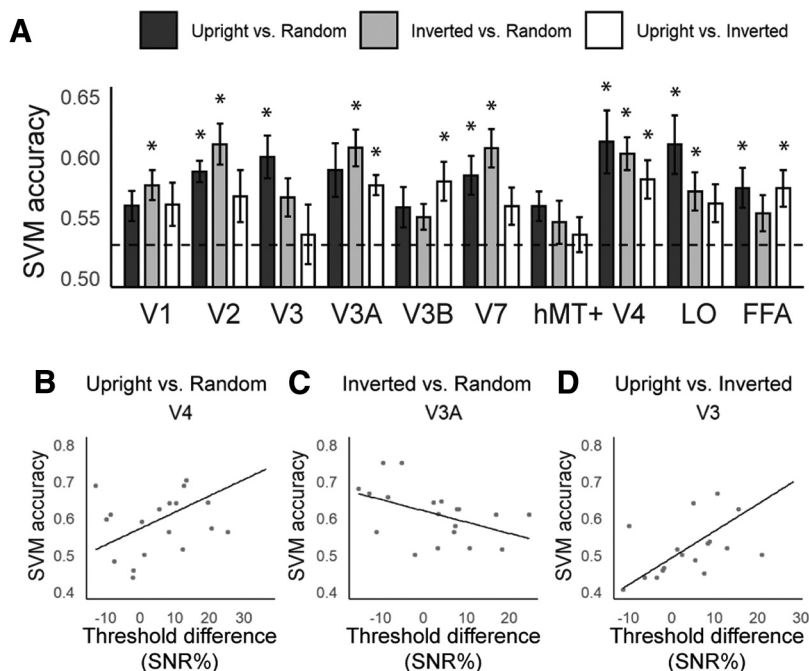 A
Upright vs. Random Inverted vs. Random Upright vs. Inverted
SVM accuracy
0.65
0.60
0.55
0.50
* * * * * * * * * * * * * * * * *
V1 V2 V3 V3A V3B V7 hMT+ V4 LO FFA
B Upright vs. Random
V4
SVM accuracy
0.8
0.7
0.6
0.5
0.4
-10 0 10 20 30
Threshold difference
(SNR%)
C Inverted vs. Random
V3A
SVM accuracy
0.8
0.7
0.6
0.5
0.4
-10 0 10 20
Threshold difference
(SNR%)
D Upright vs. Inverted
V3
SVM accuracy
0.8
0.7
0.6
0.5
0.4
-10 0 10 20 30
Threshold difference
(SNR%)